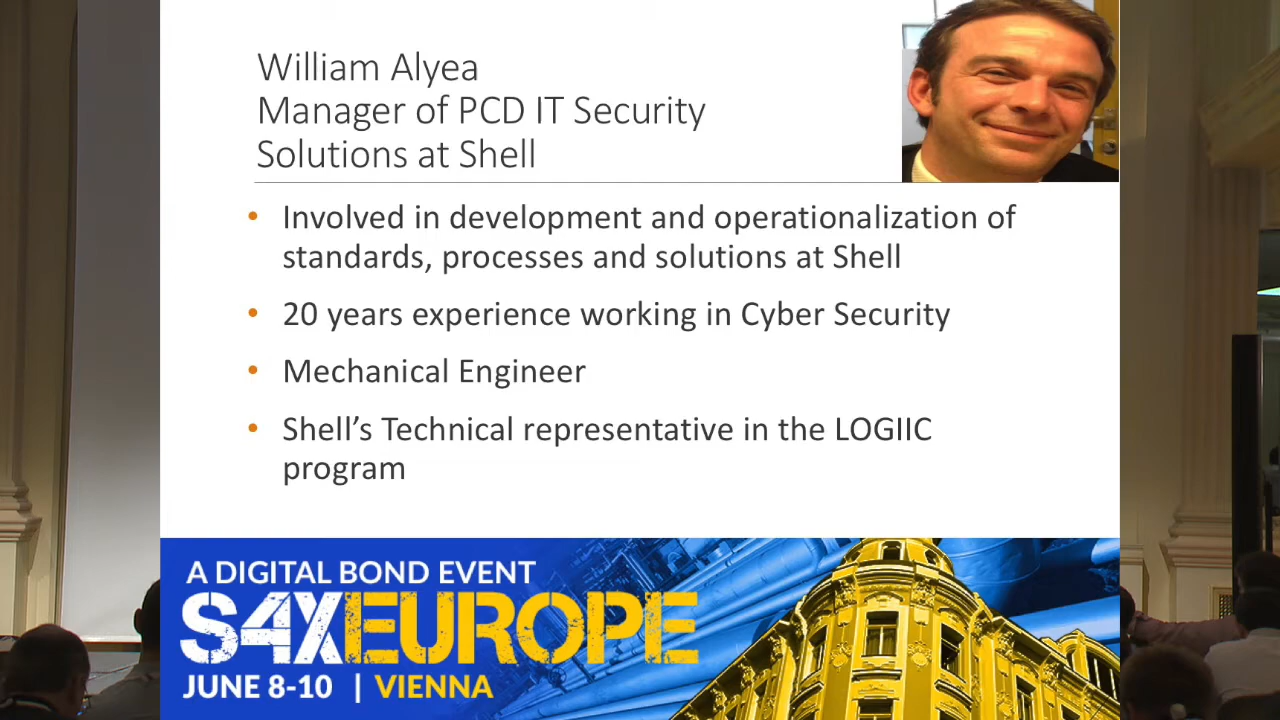 William Alyea
Manager of PCD IT Security
Solutions at Shell
• Involved in development and operationalization of
standards, processes and solutions at Shell
• 20 years experience working in Cyber Security
• Mechanical Engineer
• Shell’s Technical representative in the LOGIIC
program
A DIGITAL BOND EVENT
S4XEUROPE
JUNE 8-10 | VIENNA